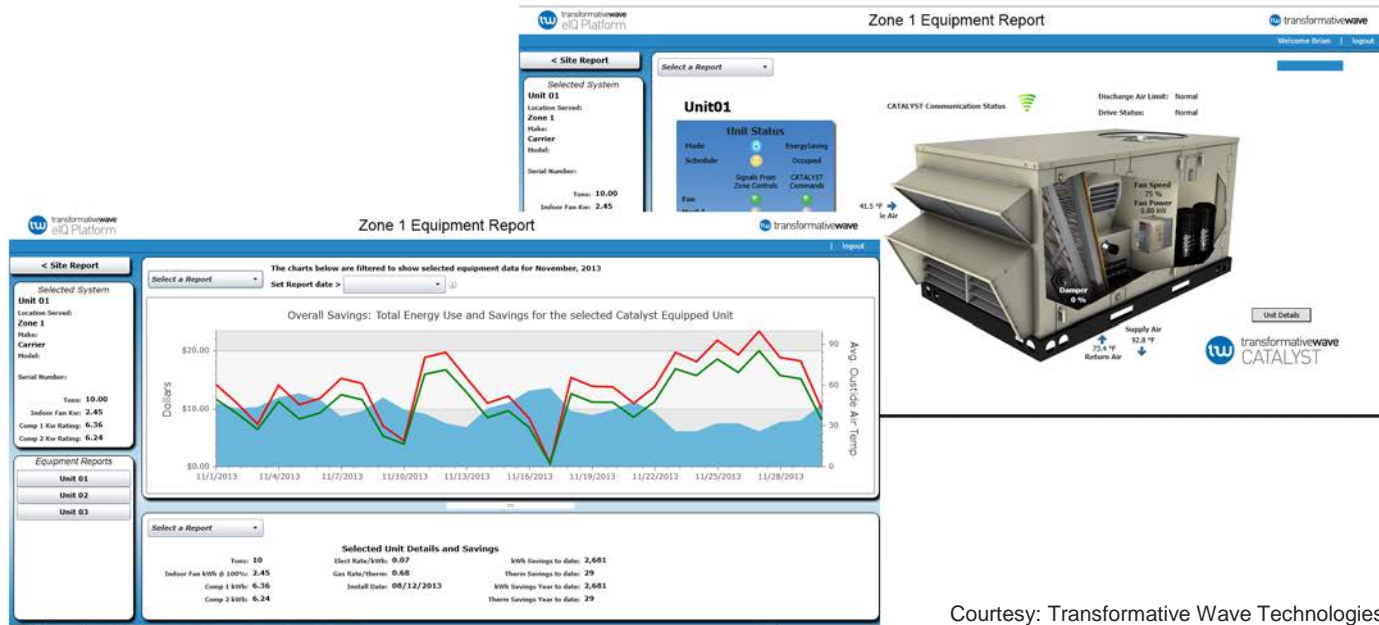 transformativewave
eIQ Platform
Zone 1 Equipment Report
transformativewave
Welcome Brian | logout
< Site Report
Select a Report
Selected System
Unit 01
Location Served:
Zone 1
Make:
Carrier
Model:
Serial Number:
Tons: 10.00
Indoor Fan Kw: 2.45
Unit01
CATALYST Communication Status
Discharge Air Limit: Normal
Drive Status: Normal
Unit Status
Mode EnergySaving
Schedule Occupied
Signals From
Zone Controls
CATALYST
Commands
Fan
41.5 °F
le Air
Fan Speed
75 %
Fan Power
0.80 kW
Damper
0 %
Supply Air
92.8 °F
73.4 °F
Return Air
Unit Details
tw transformativewave
CATALYST
tw transformativewave
eIQ Platform
Zone 1 Equipment Report
tw transformativewave
| logout
< Site Report
Selected System
Unit 01
Location Served:
Zone 1
Make:
Carrier
Model:
Serial Number:
Tons: 10.00
Indoor Fan Kw: 2.45
Comp 1 Kw Rating: 6.36
Comp 2 Kw Rating: 6.24
Equipment Reports
Unit 01
Unit 02
Unit 03
Select a Report
The charts below are filtered to show selected equipment data for November, 2013
Set Report date >
Overall Savings: Total Energy Use and Savings for the selected Catalyst Equipped Unit
$20.00
$10.00
$0.00
Dollars
90
60
30
0
Avg. Oustide Air Temp
11/1/2013 11/4/2013 11/7/2013 11/10/2013 11/13/2013 11/16/2013 11/19/2013 11/22/2013 11/25/2013 11/28/2013
Select a Report
Selected Unit Details and Savings
Tons: 10 Elect Rate/kWh: 0.07 kWh Savings to date: 2,681
Indoor Fan kWh @ 100%: 2.45 Gas Rate/therm: 0.68 Therm Savings to date: 29
Comp 1 kWh: 6.36 Install Date: 08/12/2013 kWh Savings Year to date: 2,681
Comp 2 kWh: 6.24 Therm Savings Year to date: 29
Courtesy: Transformative Wave Technologies